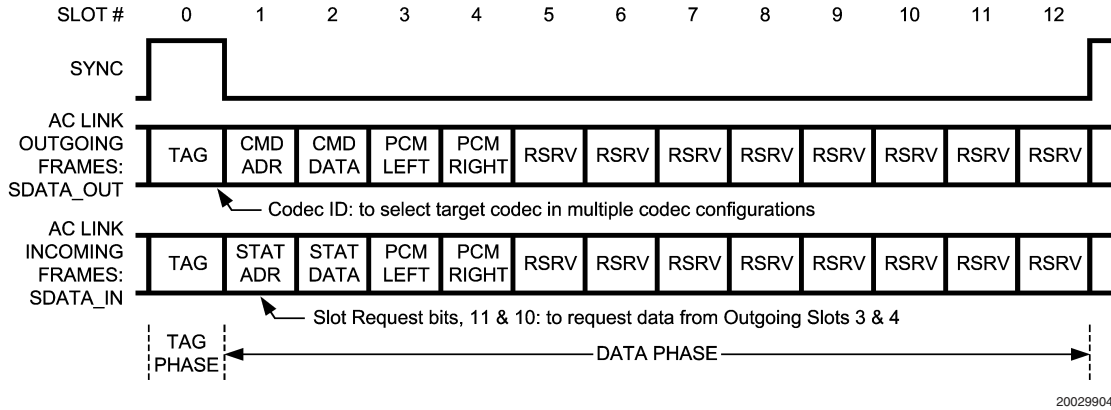 SLOT # 0 1 2 3 4 5 6 7 8 9 10 11 12
SYNC
AC LINK
OUTGOING
FRAMES:
SDATA_OUT
TAG
CMD
ADR
CMD
DATA
PCM
LEFT
PCM
RIGHT
RSRV RSRV RSRV RSRV RSRV RSRV RSRV RSRV
Codec ID: to select target codec in multiple codec configurations
AC LINK
INCOMING
FRAMES:
SDATA_IN
TAG
STAT
ADR
STAT
DATA
PCM
LEFT
PCM
RIGHT
RSRV RSRV RSRV RSRV RSRV RSRV RSRV RSRV
Slot Request bits, 11 & 10: to request data from Outgoing Slots 3 & 4
TAG
PHASE
DATA PHASE
20029904